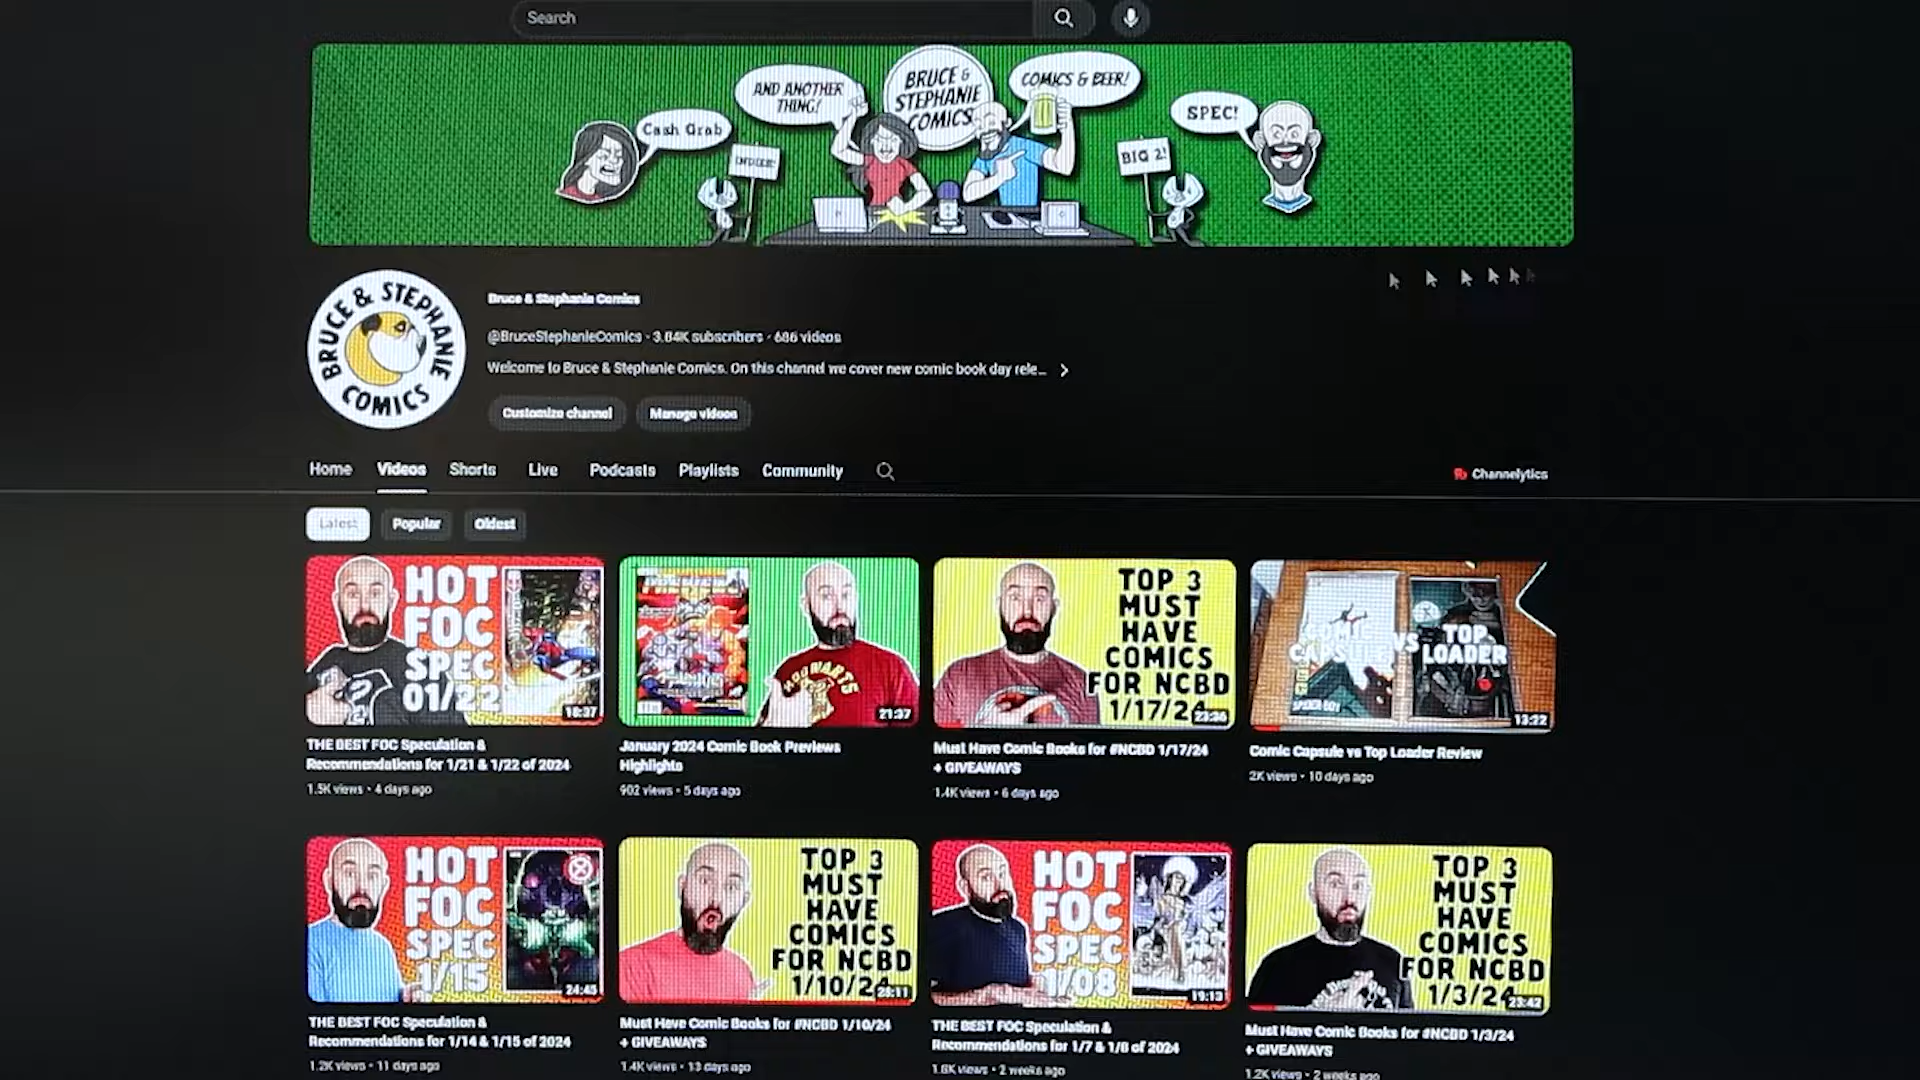 Search
AND ANOTHER
THING!
BRUCE &
STEPHANIE
COMICS
COMICS & BEER!
Cash Grab
INDIES!
BIG 2!
SPEC!
BRUCE & STEPHANIE
COMICS
Bruce & Stephanie Comics
@BruceStephanieComics · 3.84K subscribers · 686 videos
Welcome to Bruce & Stephanie Comics. On this channel we cover new comic book day rele...
Customize channel
Manage videos
Home
Videos
Shorts
Live
Podcasts
Playlists
Community
Channelytics
Latest
Popular
Oldest
HOT
FOC
SPEC
01/22
18:37
HOGWARTS
21:37
TOP 3
MUST
HAVE
COMICS
FOR NCBD
1/17/24
23:36
COMIC
CAPSULE
VS
TOP
LOADER
13:22
THE BEST FOC Speculation &
Recommendations for 1/21 & 1/22 of 2024
1.5K views • 4 days ago
January 2024 Comic Book Previews
Highlights
902 views • 5 days ago
Must Have Comic Books for #NCBD 1/17/24
+ GIVEAWAYS
1.4K views • 6 days ago
Comic Capsule vs Top Loader Review
2K views • 10 days ago
HOT
FOC
SPEC
1/15
24:45
TOP 3
MUST
HAVE
COMICS
FOR NCBD
1/10/24
28:11
HOT
FOC
SPEC
1/08
19:13
TOP 3
MUST
HAVE
COMICS
FOR NCBD
1/3/24
23:42
THE BEST FOC Speculation &
Recommendations for 1/14 & 1/15 of 2024
1.2K views • 11 days ago
Must Have Comic Books for #NCBD 1/10/24
+ GIVEAWAYS
1.4K views • 13 days ago
THE BEST FOC Speculation &
Recommendations for 1/7 & 1/8 of 2024
1.6K views • 2 weeks ago
Must Have Comic Books for #NCBD 1/3/24
+ GIVEAWAYS
1.2K views • 2 weeks ago